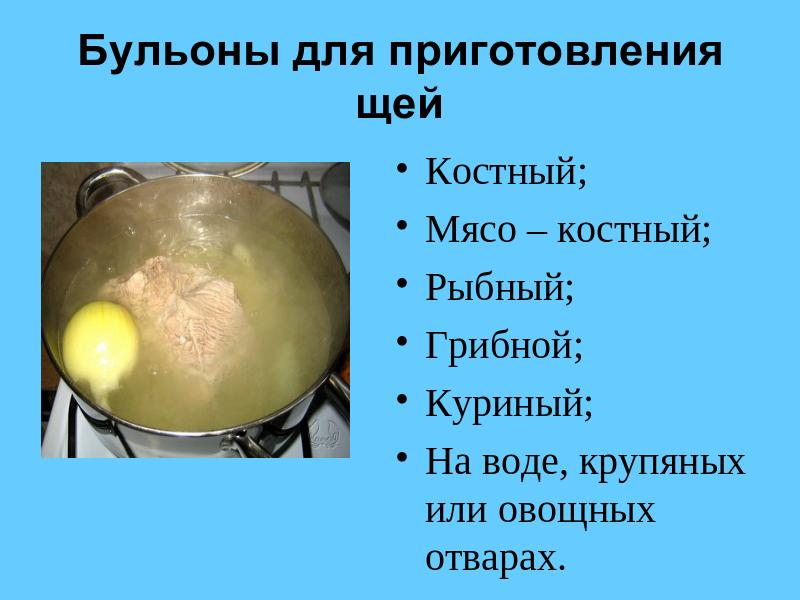 Бульоны для приготовления
щей
• Костный;
• Мясо – костный;
• Рыбный;
• Грибной;
• Куриный;
• На воде, крупяных
или овощных
отварах.